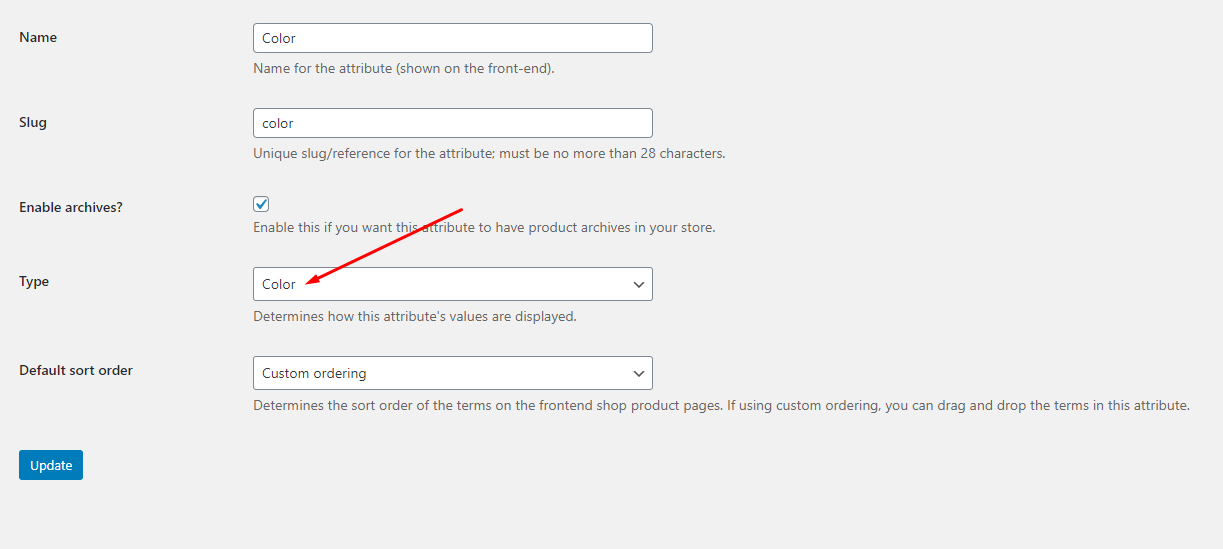 Name
Color
Name for the attribute (shown on the front-end).
Slug
color
Unique slug/reference for the attribute; must be no more than 28 characters.
Enable archives?
Enable this if you want this attribute to have product archives in your store.
Type
Color
Determines how this attribute's values are displayed.
Default sort order
Custom ordering
Determines the sort order of the terms on the frontend shop product pages. If using custom ordering, you can drag and drop the terms in this attribute.
Update